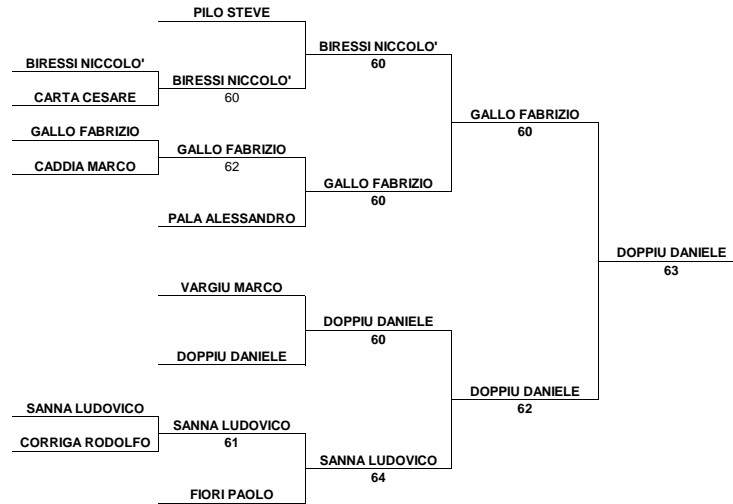 PILO STEVE
BIRESSI NICCOLO'
60
BIRESSI NICCOLO'
BIRESSI NICCOLO'
60
CARTA CESARE
GALLO FABRIZIO
60
GALLO FABRIZIO
GALLO FABRIZIO
62
CADDIA MARCO
GALLO FABRIZIO
60
PALA ALESSANDRO
DOPPIU DANIELE
63
VARGIU MARCO
DOPPIU DANIELE
60
DOPPIU DANIELE
DOPPIU DANIELE
62
SANNA LUDOVICO
SANNA LUDOVICO
61
CORRIGA RODOLFO
SANNA LUDOVICO
64
FIORI PAOLO